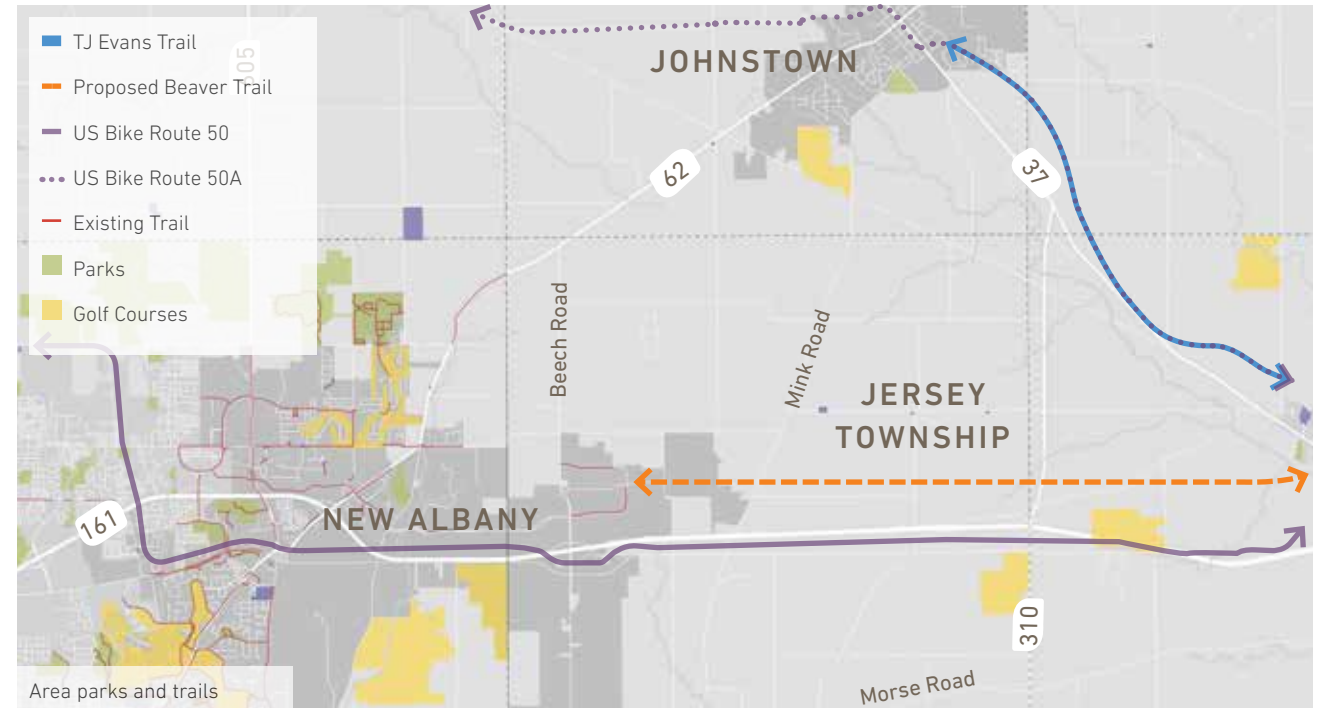 TJ Evans Trail
Proposed Beaver Trail
US Bike Route 50
US Bike Route 50A
Existing Trail
Parks
Golf Courses
605
JOHNSTOWN
62
37
Beech Road
Mink Road
JERSEY
TOWNSHIP
161
NEW ALBANY
310
Morse Road
Area parks and trails